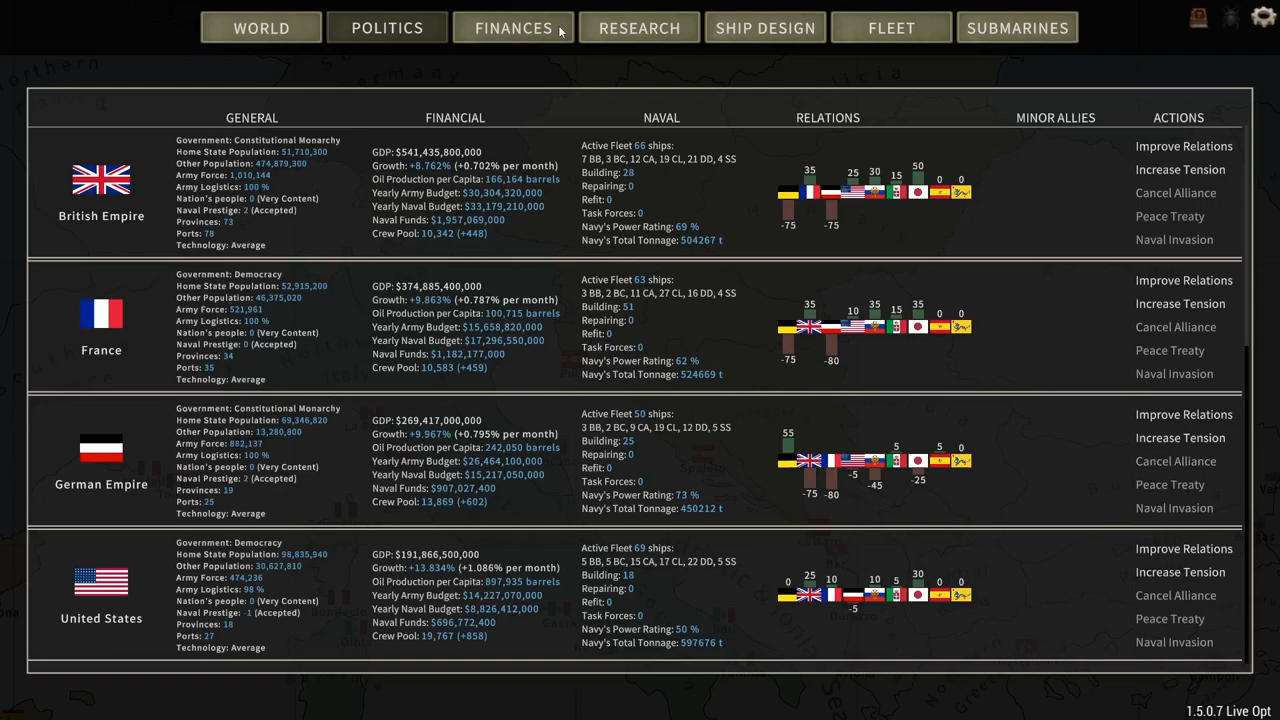 WORLD
POLITICS
FINANCES
RESEARCH
SHIP DESIGN
FLEET
SUBMARINES
GENERAL
FINANCIAL
NAVAL
RELATIONS
MINOR ALLIES
ACTIONS
British Empire
Government: Constitutional Monarchy
Home State Population: 51,710,300
Other Population: 474,879,300
Army Force: 1,010,144
Army Logistics: 100 %
Nation's people: 0 (Very Content)
Naval Prestige: 2 (Accepted)
Provinces: 73
Ports: 78
Technology: Average
GDP: $541,435,800,000
Growth: +8.762% (+0.702% per month)
Oil Production per Capita: 166,164 barrels
Yearly Army Budget: $30,304,320,000
Yearly Naval Budget: $33,179,210,000
Naval Funds: $1,957,069,000
Crew Pool: 10,342 (+448)
Active Fleet 66 ships:
7 BB, 3 BC, 12 CA, 19 CL, 21 DD, 4 SS
Building: 28
Repairing: 0
Refit: 0
Task Forces: 0
Navy's Power Rating: 69 %
Navy's Total Tonnage: 504267 t
35 25 30 15 50 0 0
-75 -75
Improve Relations
Increase Tension
Cancel Alliance
Peace Treaty
Naval Invasion
France
Government: Democracy
Home State Population: 52,915,200
Other Population: 46,375,020
Army Force: 521,961
Army Logistics: 100 %
Nation's people: 0 (Very Content)
Naval Prestige: 0 (Accepted)
Provinces: 34
Ports: 35
Technology: Average
GDP: $374,885,400,000
Growth: +9.863% (+0.787% per month)
Oil Production per Capita: 100,715 barrels
Yearly Army Budget: $15,658,820,000
Yearly Naval Budget: $17,296,550,000
Naval Funds: $1,182,177,000
Crew Pool: 10,583 (+459)
Active Fleet 63 ships:
3 BB, 2 BC, 11 CA, 27 CL, 16 DD, 4 SS
Building: 51
Repairing: 0
Refit: 0
Task Forces: 0
Navy's Power Rating: 62 %
Navy's Total Tonnage: 524669 t
35 10 35 15 35 0 0
-75 -80
Improve Relations
Increase Tension
Cancel Alliance
Peace Treaty
Naval Invasion
German Empire
Government: Constitutional Monarchy
Home State Population: 69,346,820
Other Population: 13,280,800
Army Force: 882,137
Army Logistics: 100 %
Nation's people: 0 (Very Content)
Naval Prestige: 2 (Accepted)
Provinces: 19
Ports: 25
Technology: Average
GDP: $269,417,000,000
Growth: +9.967% (+0.795% per month)
Oil Production per Capita: 242,050 barrels
Yearly Army Budget: $26,464,100,000
Yearly Naval Budget: $15,217,050,000
Naval Funds: $907,027,400
Crew Pool: 13,869 (+602)
Active Fleet 50 ships:
3 BB, 2 BC, 9 CA, 19 CL, 12 DD, 5 SS
Building: 25
Repairing: 0
Refit: 0
Task Forces: 0
Navy's Power Rating: 73 %
Navy's Total Tonnage: 450212 t
55 5 5 0
-75 -80 -5 -45 -25
Improve Relations
Increase Tension
Cancel Alliance
Peace Treaty
Naval Invasion
United States
Government: Democracy
Home State Population: 98,835,940
Other Population: 30,627,810
Army Force: 474,236
Army Logistics: 98 %
Nation's people: 0 (Very Content)
Naval Prestige: -1 (Accepted)
Provinces: 18
Ports: 27
Technology: Average
GDP: $191,866,500,000
Growth: +13.834% (+1.086% per month)
Oil Production per Capita: 897,935 barrels
Yearly Army Budget: $14,227,070,000
Yearly Naval Budget: $8,826,412,000
Naval Funds: $696,772,400
Crew Pool: 19,767 (+858)
Active Fleet 69 ships:
5 BB, 5 BC, 15 CA, 17 CL, 22 DD, 5 SS
Building: 18
Repairing: 0
Refit: 0
Task Forces: 0
Navy's Power Rating: 50 %
Navy's Total Tonnage: 597676 t
0 25 10 10 5 30 0 0
-5
Improve Relations
Increase Tension
Cancel Alliance
Peace Treaty
Naval Invasion
1.5.0.7 Live Opt